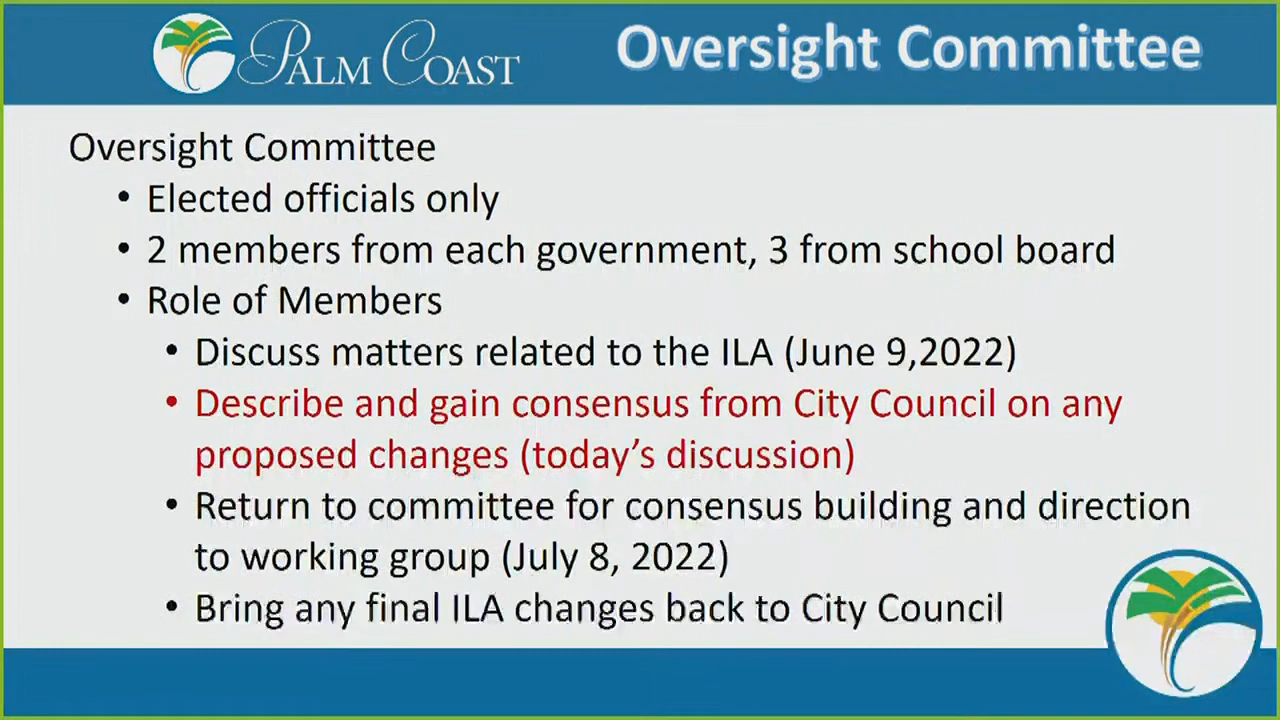 PALM COAST
Oversight Committee
Oversight Committee
• Elected officials only
• 2 members from each government, 3 from school board
• Role of Members
• Discuss matters related to the ILA (June 9,2022)
• Describe and gain consensus from City Council on any
proposed changes (today’s discussion)
• Return to committee for consensus building and direction
to working group (July 8, 2022)
• Bring any final ILA changes back to City Council